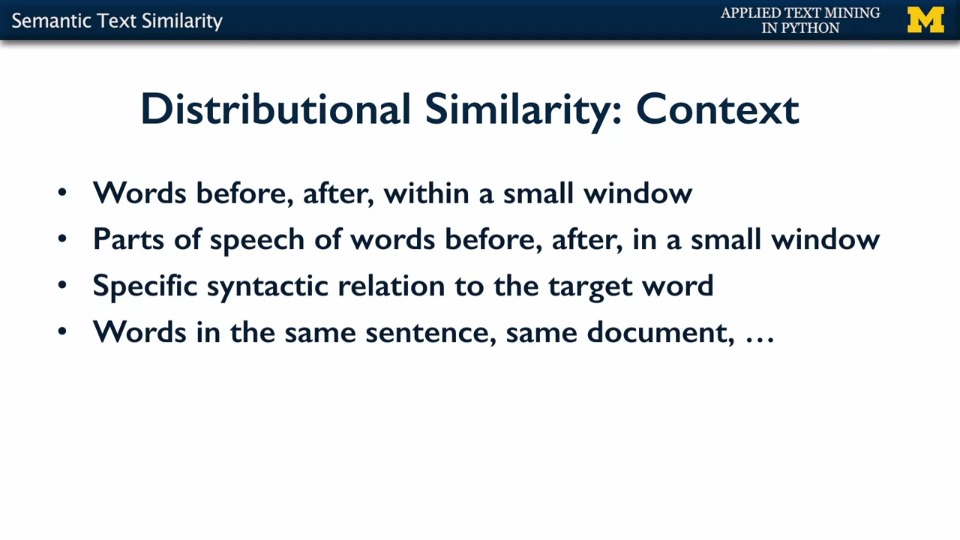 Semantic Text Similarity
APPLIED TEXT MINING
IN PYTHON
M
Distributional Similarity: Context
• Words before, after, within a small window
• Parts of speech of words before, after, in a small window
• Specific syntactic relation to the target word
• Words in the same sentence, same document, …